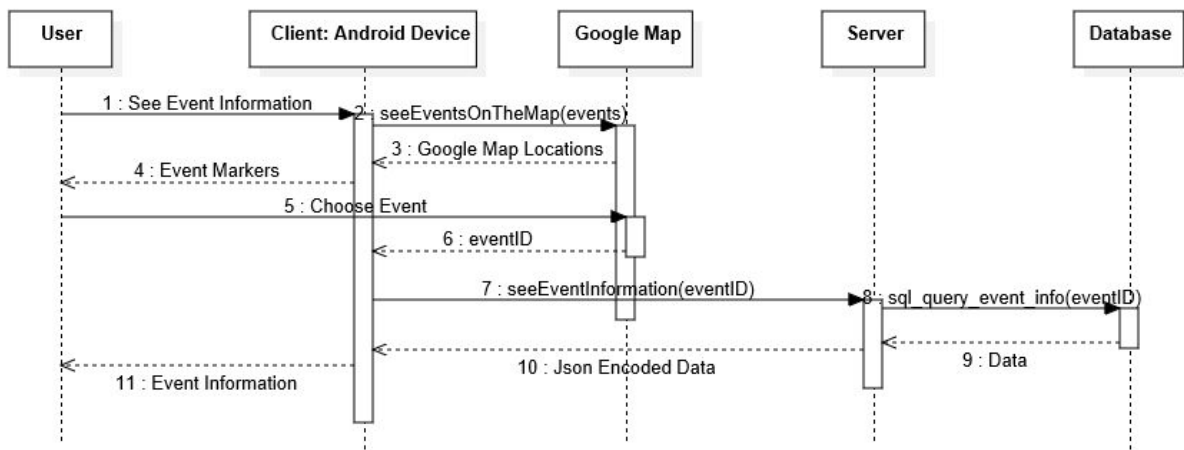 User
Client: Android Device
Google Map
Server
Database
1 : See Event Information
2 : seeEventsOnTheMap(events)
3 : Google Map Locations
4 : Event Markers
5 : Choose Event
6 : eventID
7 : seeEventInformation(eventID)
8 : sql_query_event_info(eventID)
9 : Data
10 : Json Encoded Data
11 : Event Information